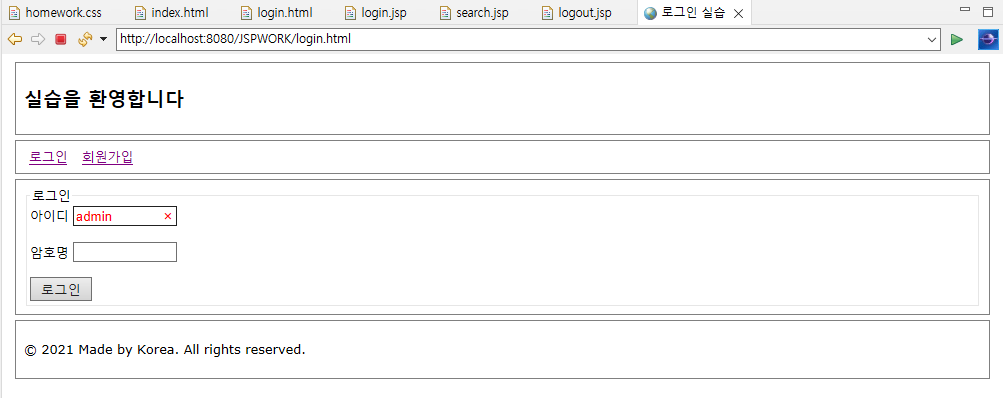 homework.css index.html login.html login.jsp search.jsp logout.jsp 로그인 실습
http://localhost:8080/JSPWORK/login.html
실습을 환영합니다
로그인 회원가입
로그인
아이디 admin
암호명
로그인
© 2021 Made by Korea. All rights reserved.